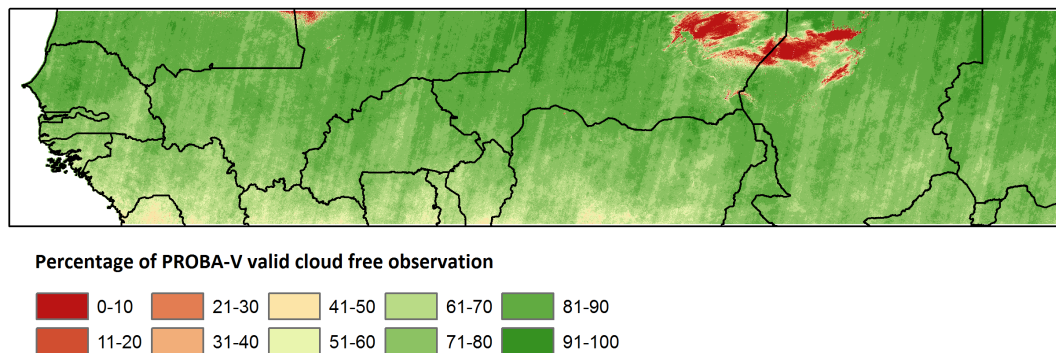 Percentage of PROBA-V valid cloud free observation
0-10 21-30 41-50 61-70 81-90
11-20 31-40 51-60 71-80 91-100